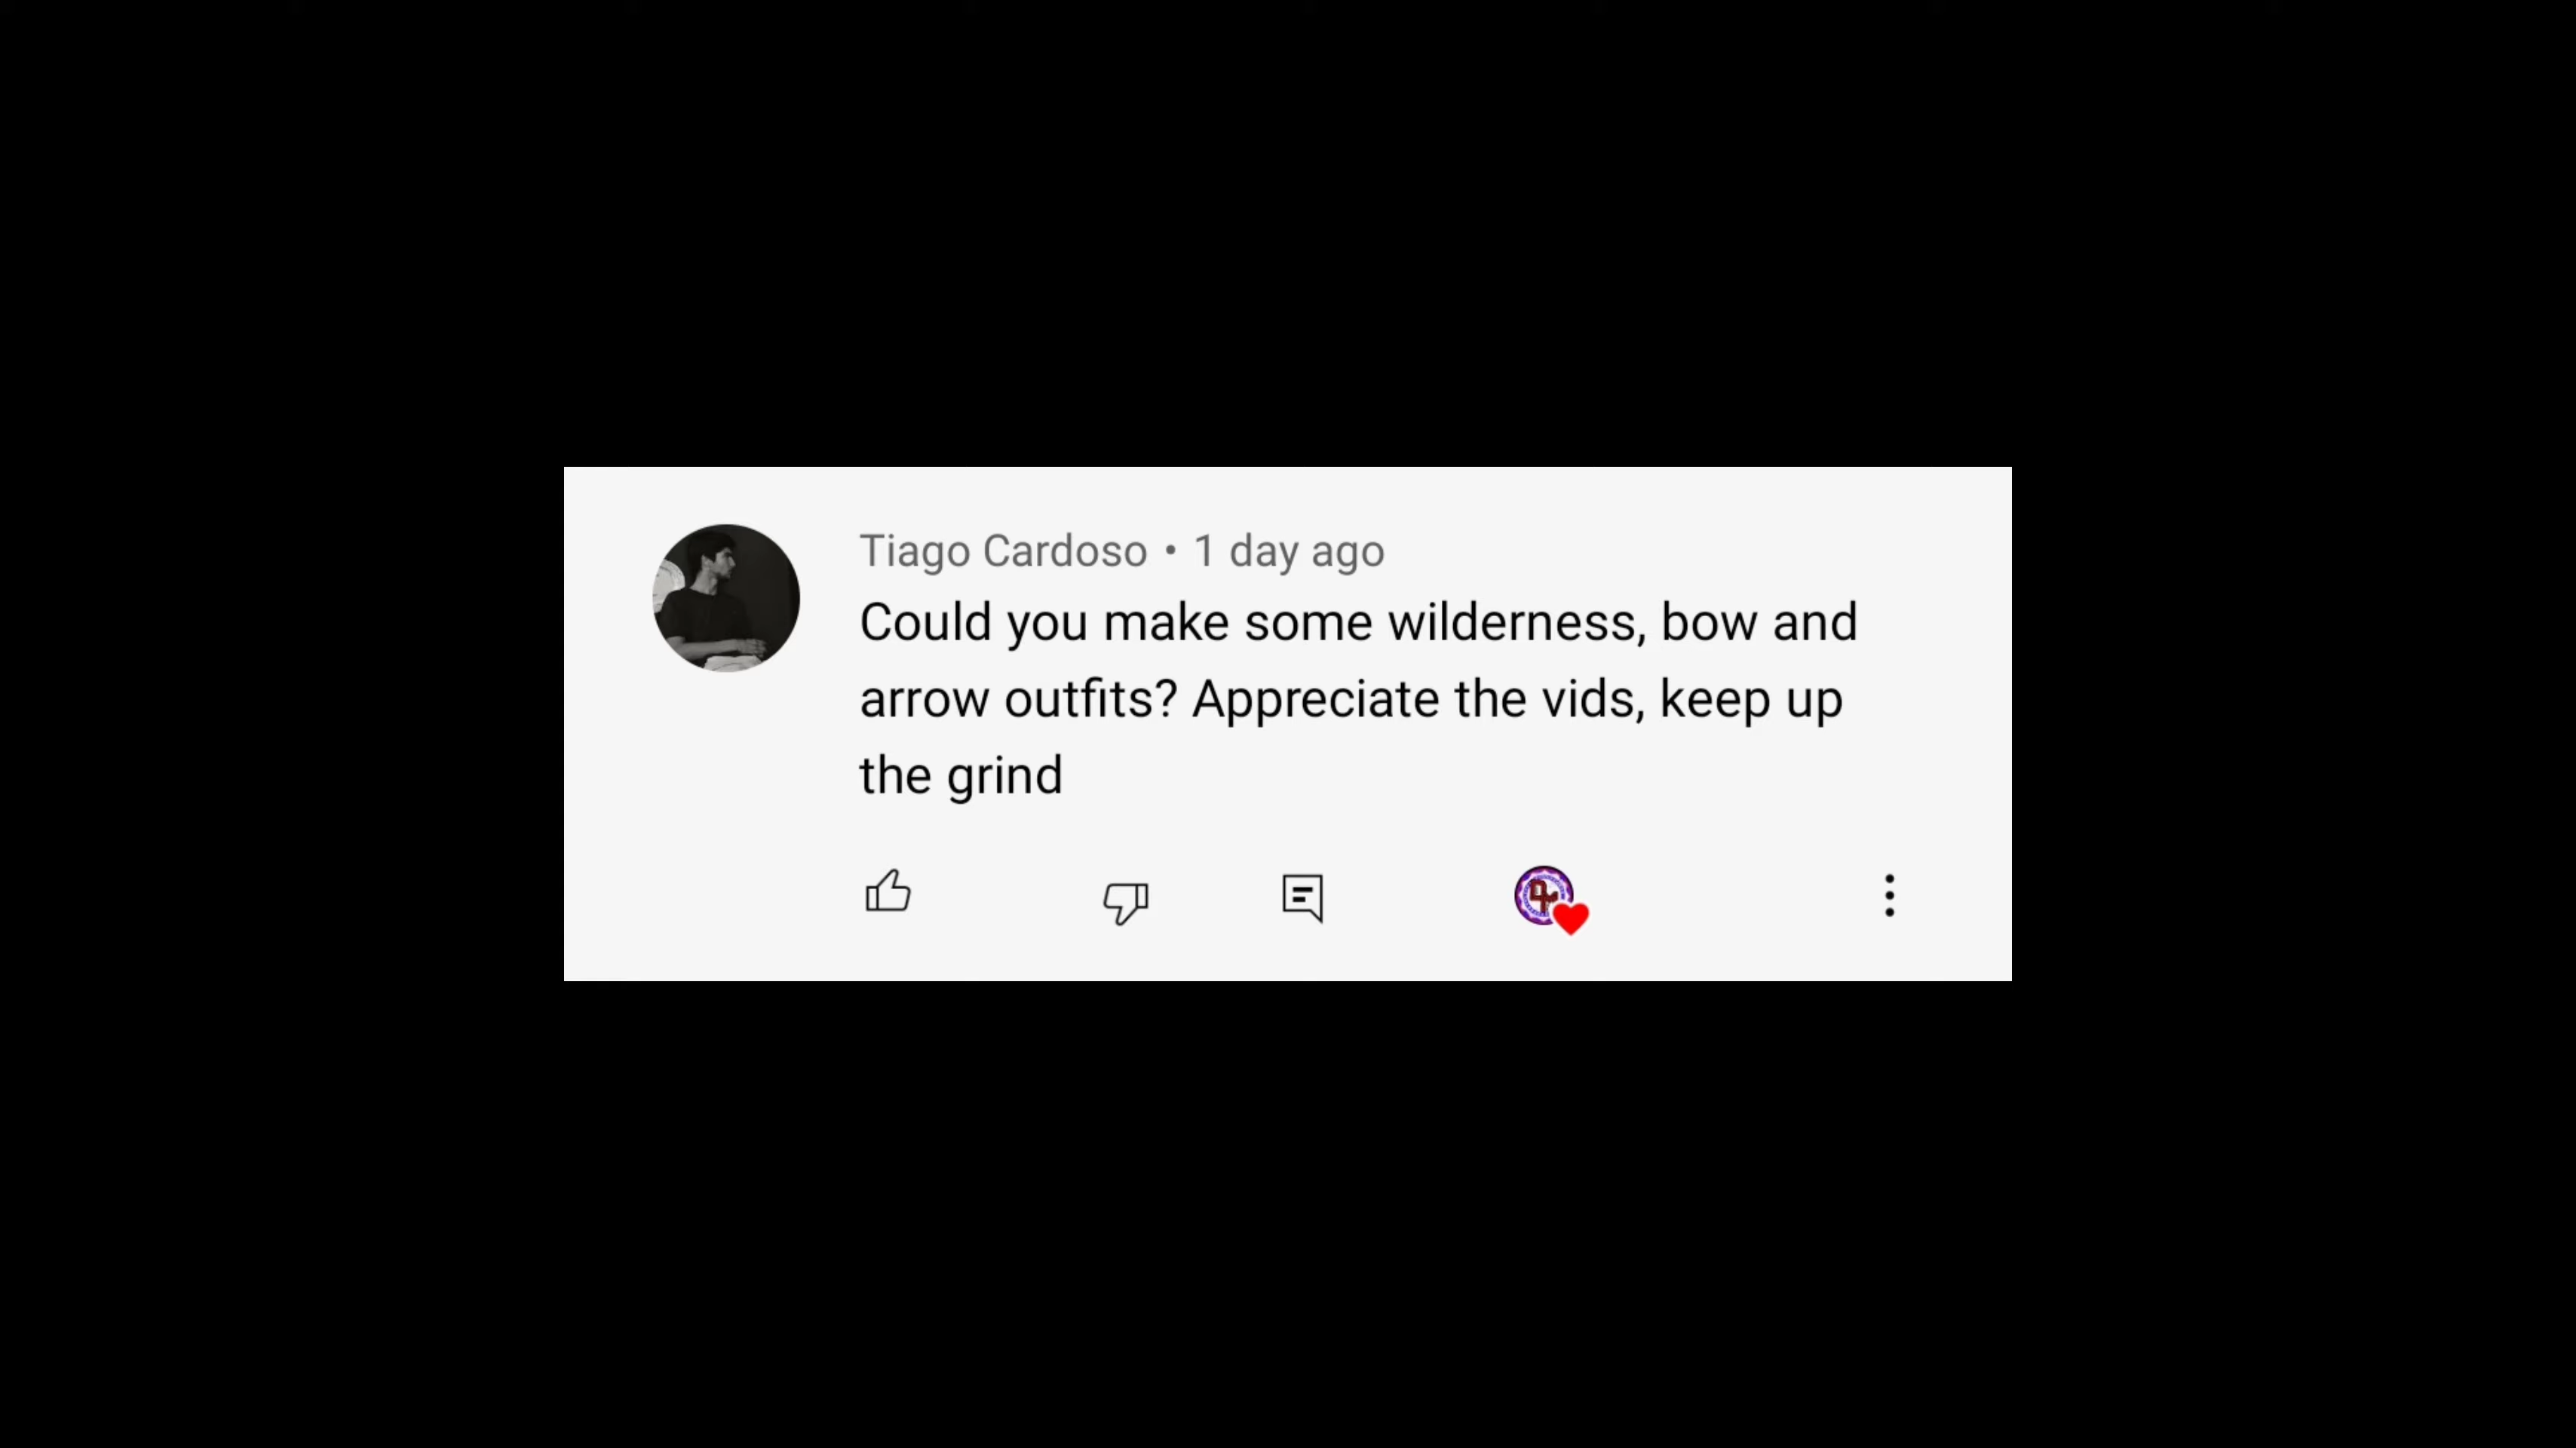 Tiago Cardoso • 1 day ago
Could you make some wilderness, bow and
arrow outfits? Appreciate the vids, keep up
the grind